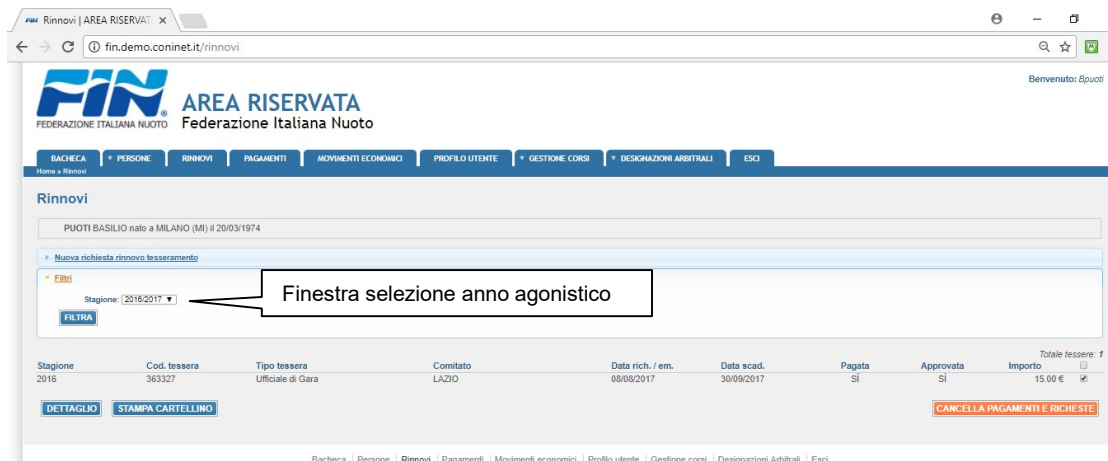 Rinnovi | AREA RISERVAT
fin.demo.coninet.it/rinnovi
Benvenuto: Bpuoti
FIN
FEDERAZIONE ITALIANA NUOTO
AREA RISERVATA
Federazione Italiana Nuoto
BACHECA PERSONE RINNOVI PAGAMENTI MOVIMENTI ECONOMICI PROFILO UTENTE GESTIONE CORSI DESIGNAZIONI ARBITRALI ESCI
Home » Rinnovi
Rinnovi
PUOTI BASILIO nato a MILANO (MI) il 20/03/1974
Nuova richiesta rinnovo tesseramento
Filtri
Stagione: 2016/2017
Finestra selezione anno agonistico
FILTRA
Totale tessere: 1
Stagione Cod. tessera Tipo tessera Comitato Data rich. / em. Data scad. Pagata Approvata Importo
2016 363327 Ufficiale di Gara LAZIO 08/08/2017 30/09/2017 SÌ SÌ 15.00 €
DETTAGLIO STAMPA CARTELLINO CANCELLA PAGAMENTI E RICHESTE
Bacheca | Persone | Rinnovi | Pagamenti | Movimenti economici | Profilo utente | Gestione corsi | Designazioni Arbitrali | Esci